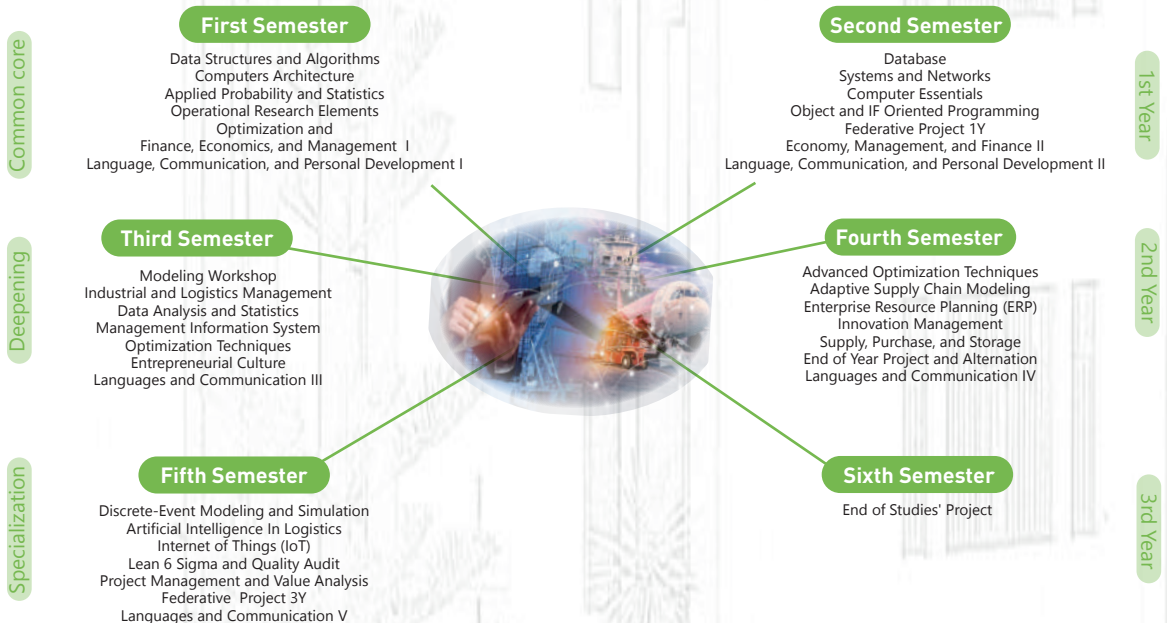 Common core
First Semester
Data Structures and Algorithms
Computers Architecture
Applied Probability and Statistics
Operational Research Elements
Optimization and
Finance, Economics, and Management I
Language, Communication, and Personal Development I
Second Semester
Database
Systems and Networks
Computer Essentials
Object and IF Oriented Programming
Federative Project 1Y
Economy, Management, and Finance II
Language, Communication, and Personal Development II
1st Year
Deepening
Third Semester
Modeling Workshop
Industrial and Logistics Management
Data Analysis and Statistics
Management Information System
Optimization Techniques
Entrepreneurial Culture
Languages and Communication III
Fourth Semester
Advanced Optimization Techniques
Adaptive Supply Chain Modeling
Enterprise Resource Planning (ERP)
Innovation Management
Supply, Purchase, and Storage
End of Year Project and Alternation
Languages and Communication IV
2nd Year
Specialization
Fifth Semester
Discrete-Event Modeling and Simulation
Artificial Intelligence In Logistics
Internet of Things (IoT)
Lean 6 Sigma and Quality Audit
Project Management and Value Analysis
Federative Project 3Y
Languages and Communication V
Sixth Semester
End of Studies' Project
3rd Year